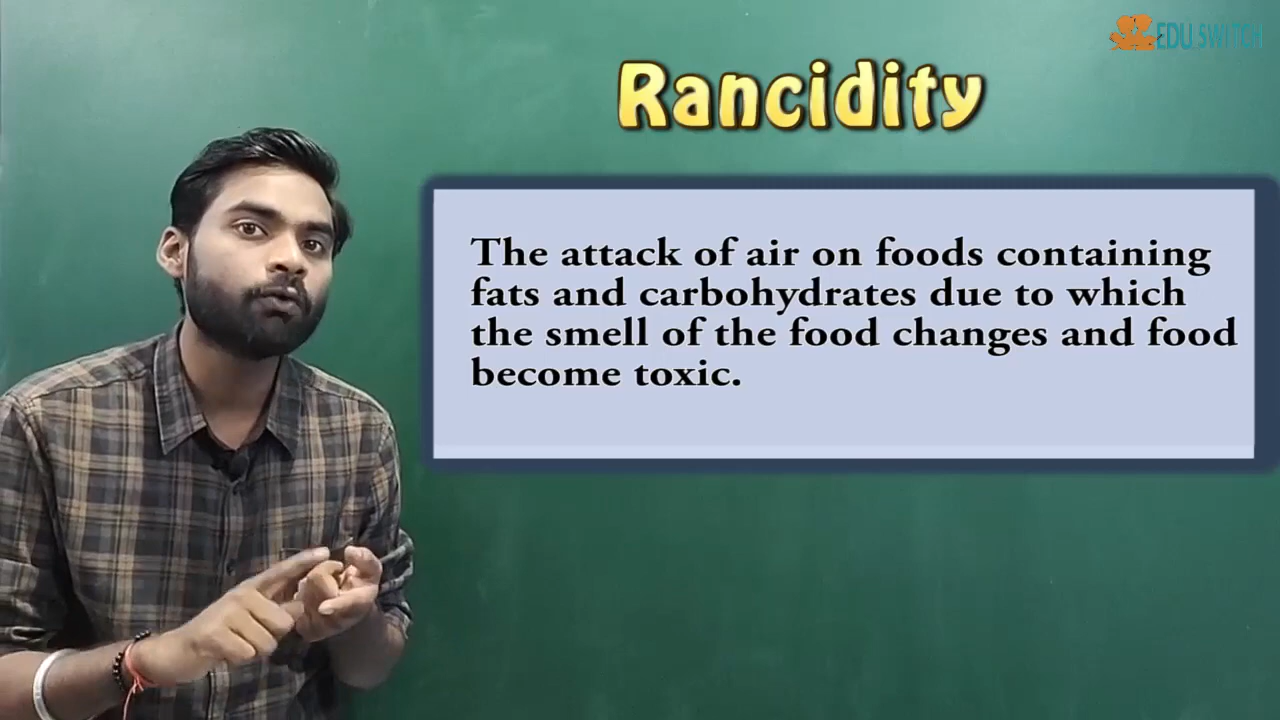 EDU SWITCH
Rancidity
The attack of air on foods containing
fats and carbohydrates due to which
the smell of the food changes and food
become toxic.